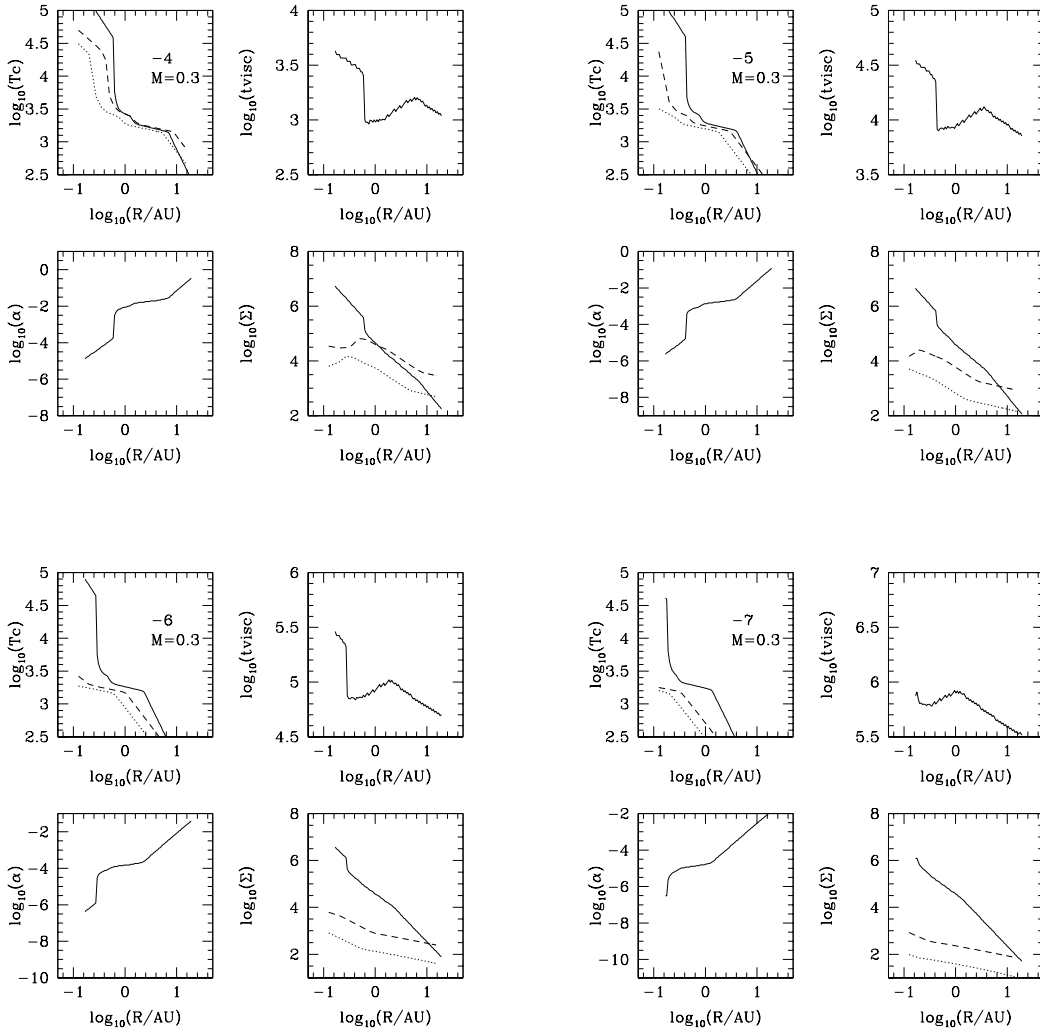 5
4.5
4
3.5
3
2.5
log₁₀(Tc)
-4
M=0.3
−1 0 1
log₁₀(R/AU)
4
3.5
3
2.5
log₁₀(tvisc)
−1 0 1
log₁₀(R/AU)
5
4.5
4
3.5
3
2.5
log₁₀(Tc)
-5
M=0.3
−1 0 1
log₁₀(R/AU)
5
4.5
4
3.5
log₁₀(tvisc)
−1 0 1
log₁₀(R/AU)
0
−2
−4
−6
−8
log₁₀(α)
−1 0 1
log₁₀(R/AU)
8
6
4
2
log₁₀(Σ)
−1 0 1
log₁₀(R/AU)
0
−2
−4
−6
−8
log₁₀(α)
−1 0 1
log₁₀(R/AU)
8
6
4
2
log₁₀(Σ)
−1 0 1
log₁₀(R/AU)
5
4.5
4
3.5
3
2.5
log₁₀(Tc)
-6
M=0.3
−1 0 1
log₁₀(R/AU)
6
5.5
5
4.5
log₁₀(tvisc)
−1 0 1
log₁₀(R/AU)
5
4.5
4
3.5
3
2.5
log₁₀(Tc)
-7
M=0.3
−1 0 1
log₁₀(R/AU)
7
6.5
6
5.5
log₁₀(tvisc)
−1 0 1
log₁₀(R/AU)
−2
−4
−6
−8
−10
log₁₀(α)
−1 0 1
log₁₀(R/AU)
8
6
4
2
log₁₀(Σ)
−1 0 1
log₁₀(R/AU)
−2
−4
−6
−8
−10
log₁₀(α)
−1 0 1
log₁₀(R/AU)
8
6
4
2
log₁₀(Σ)
−1 0 1
log₁₀(R/AU)